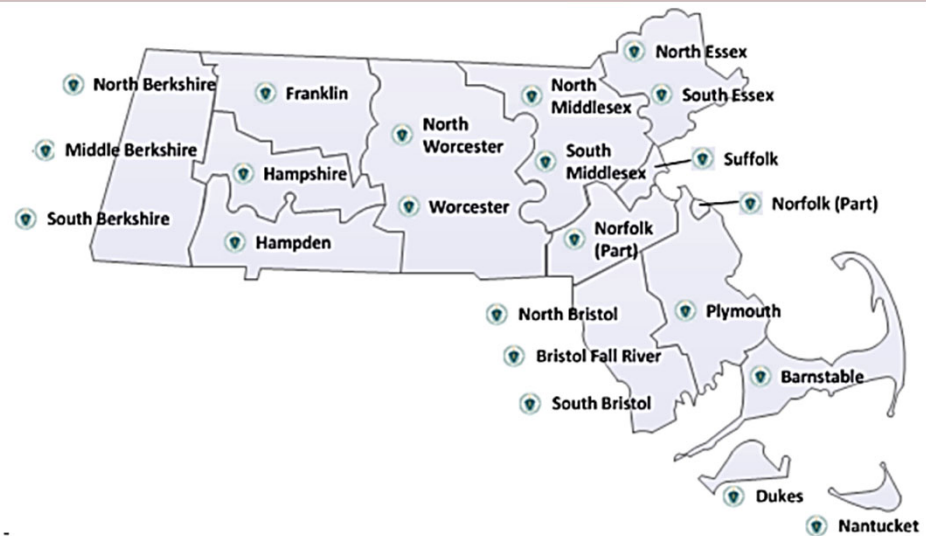 North Essex
North Berkshire
Franklin
North
Middlesex
South Essex
North
Worcester
Middle Berkshire
South
Middlesex
Suffolk
Hampshire
Norfolk (Part)
South Berkshire
Worcester
Hampden
Norfolk
(Part)
North Bristol
Plymouth
Bristol Fall River
Barnstable
South Bristol
Dukes
Nantucket
-